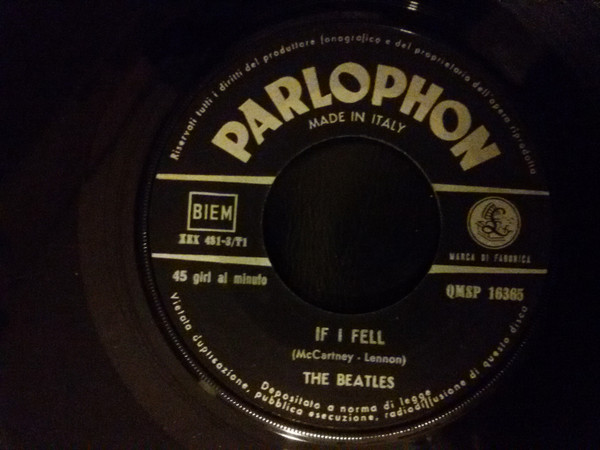 Riservati tutti i diritti del produttore fonografico e del proprietario dell'opera riprodotta
PARLOPHON
MADE IN ITALY
BIEM
XEX 481-3/T1
MARCA DI FABBRICA
45 giri al minuto
QMSP 16365
IF I FELL
(McCartney - Lennon)
THE BEATLES
Depositato a norma di legge
Vietata duplicazione, pubblica esecuzione, radiodiffusione di questo disco